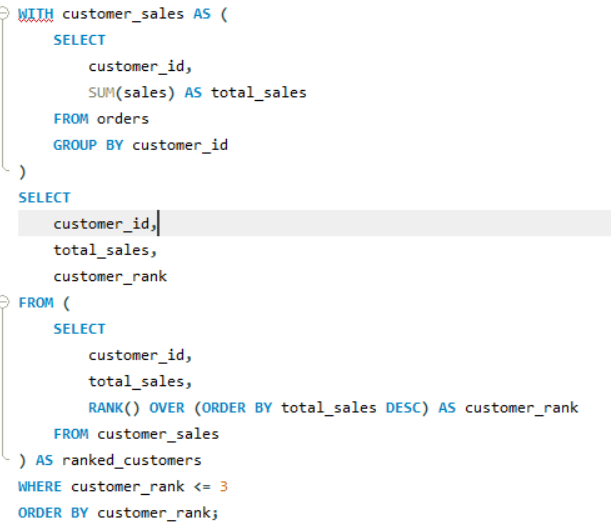 WITH customer_sales AS (
    SELECT
        customer_id,
        SUM(sales) AS total_sales
    FROM orders
    GROUP BY customer_id
)
SELECT
    customer_id,
    total_sales,
    customer_rank
FROM (
    SELECT
        customer_id,
        total_sales,
        RANK() OVER (ORDER BY total_sales DESC) AS customer_rank
    FROM customer_sales
) AS ranked_customers
WHERE customer_rank <= 3
ORDER BY customer_rank;